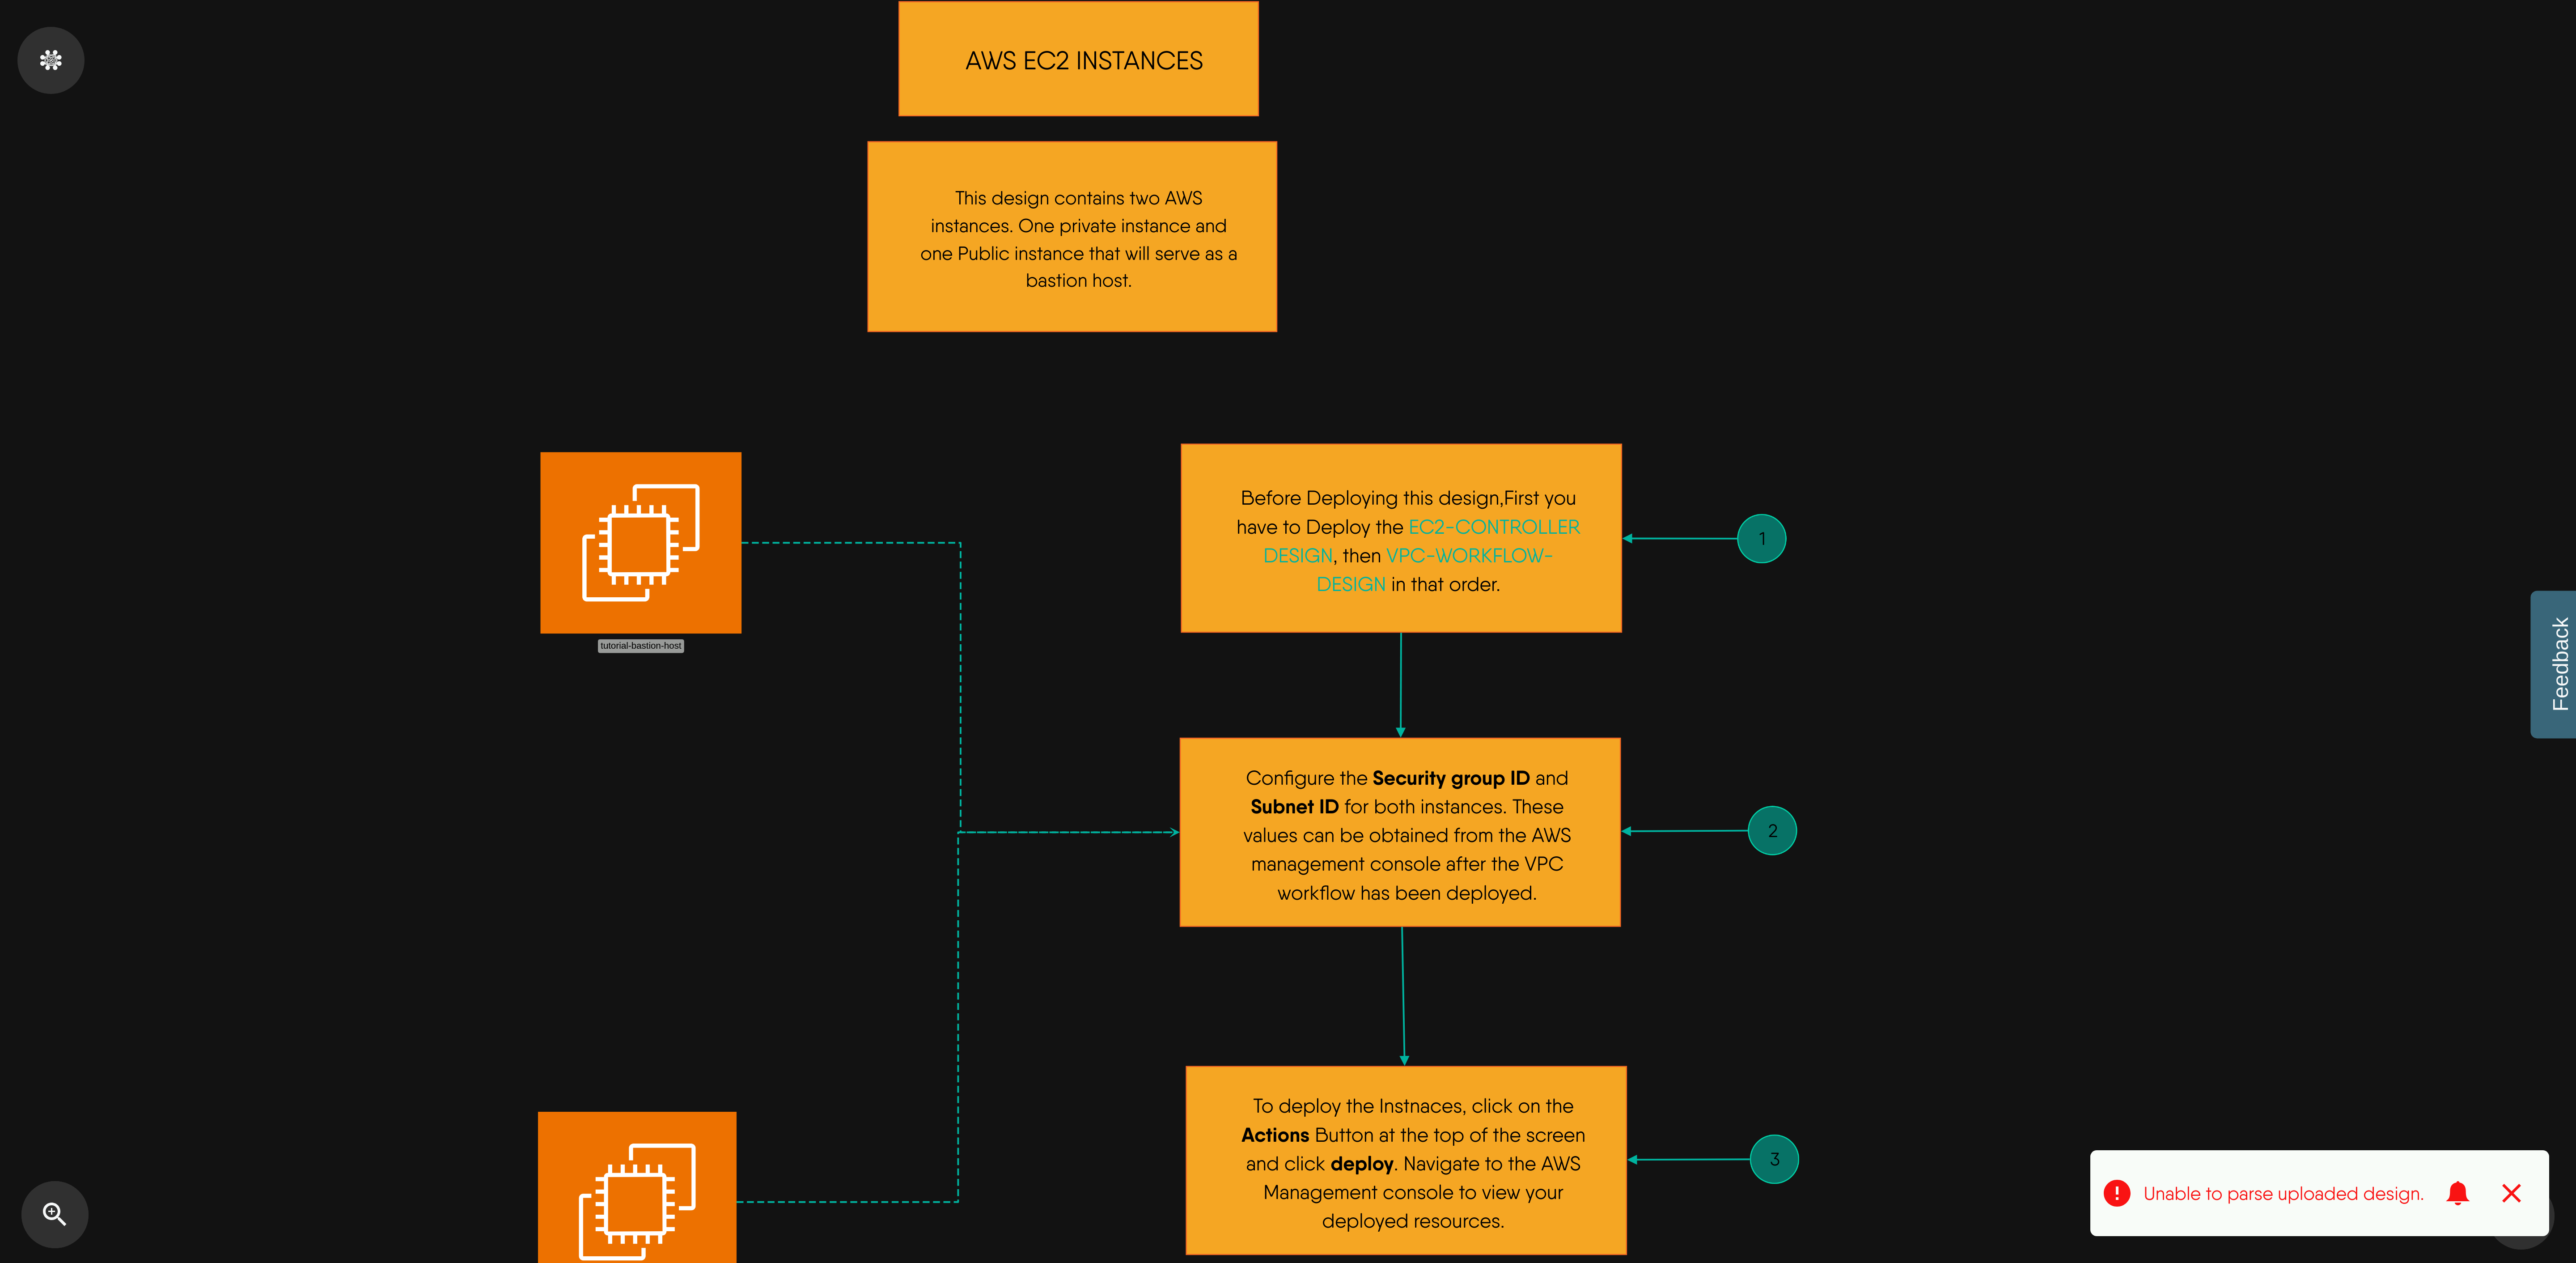 AWS EC2 INSTANCES
This design contains two AWS
instances. One private instance and
one Public instance that will serve as a
bastion host.
tutorial-bastion-host
Before Deploying this design,First you
have to Deploy the EC2-CONTROLLER
DESIGN, then VPC-WORKFLOW-
DESIGN in that order.
1
Configure the Security group ID and
Subnet ID for both instances. These
values can be obtained from the AWS
management console after the VPC
workflow has been deployed.
2
To deploy the Instnaces, click on the
Actions Button at the top of the screen
and click deploy. Navigate to the AWS
Management console to view your
deployed resources.
3
Feedback
Unable to parse uploaded design.